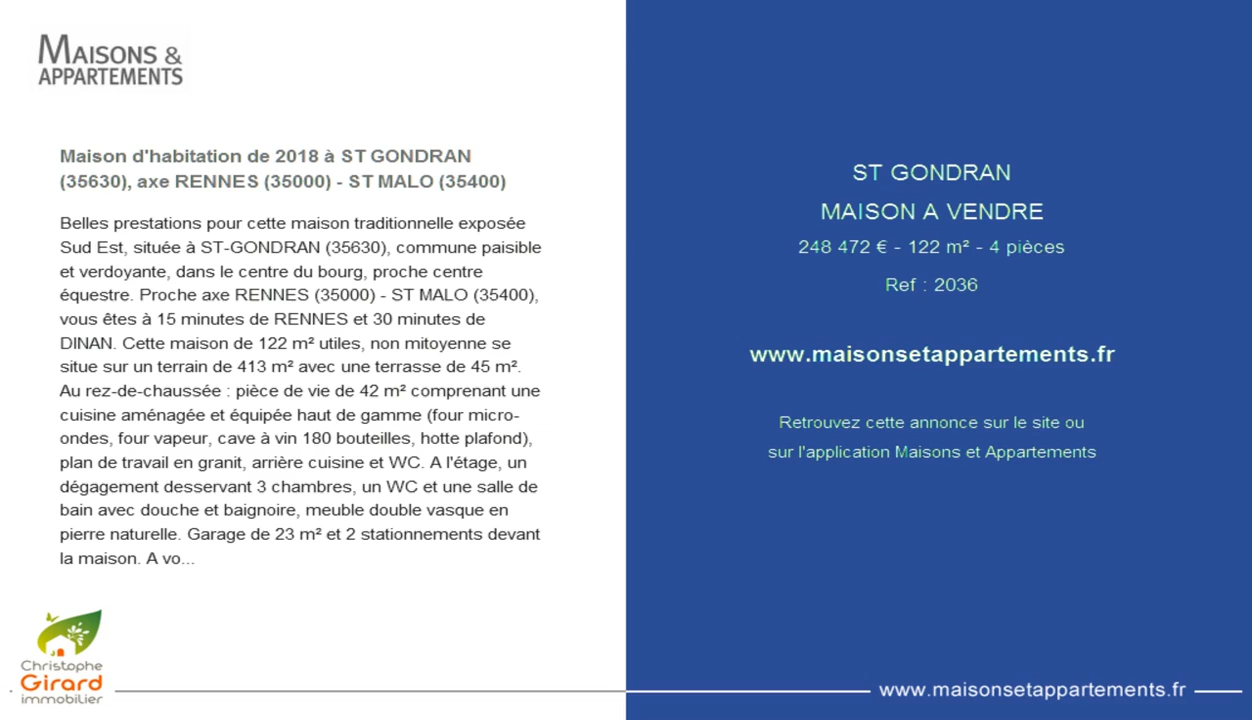 MAISONS &
APPARTEMENTS
Maison d'habitation de 2018 à ST GONDRAN
(35630), axe RENNES (35000) - ST MALO (35400)
Belles prestations pour cette maison traditionnelle exposée
Sud Est, située à ST-GONDRAN (35630), commune paisible
et verdoyante, dans le centre du bourg, proche centre
équestre. Proche axe RENNES (35000) - ST MALO (35400),
vous êtes à 15 minutes de RENNES et 30 minutes de
DINAN. Cette maison de 122 m² utiles, non mitoyenne se
situe sur un terrain de 413 m² avec une terrasse de 45 m².
Au rez-de-chaussée : pièce de vie de 42 m² comprenant une
cuisine aménagée et équipée haut de gamme (four micro-
ondes, four vapeur, cave à vin 180 bouteilles, hotte plafond),
plan de travail en granit, arrière cuisine et WC. A l'étage, un
dégagement desservant 3 chambres, un WC et une salle de
bain avec douche et baignoire, meuble double vasque en
pierre naturelle. Garage de 23 m² et 2 stationnements devant
la maison. A vo...
Christophe
Girard
immobilier
ST GONDRAN
MAISON A VENDRE
248 472 € - 122 m² - 4 pièces
Ref : 2036
www.maisonsetappartements.fr
Retrouvez cette annonce sur le site ou
sur l'application Maisons et Appartements
www.maisonsetappartements.fr